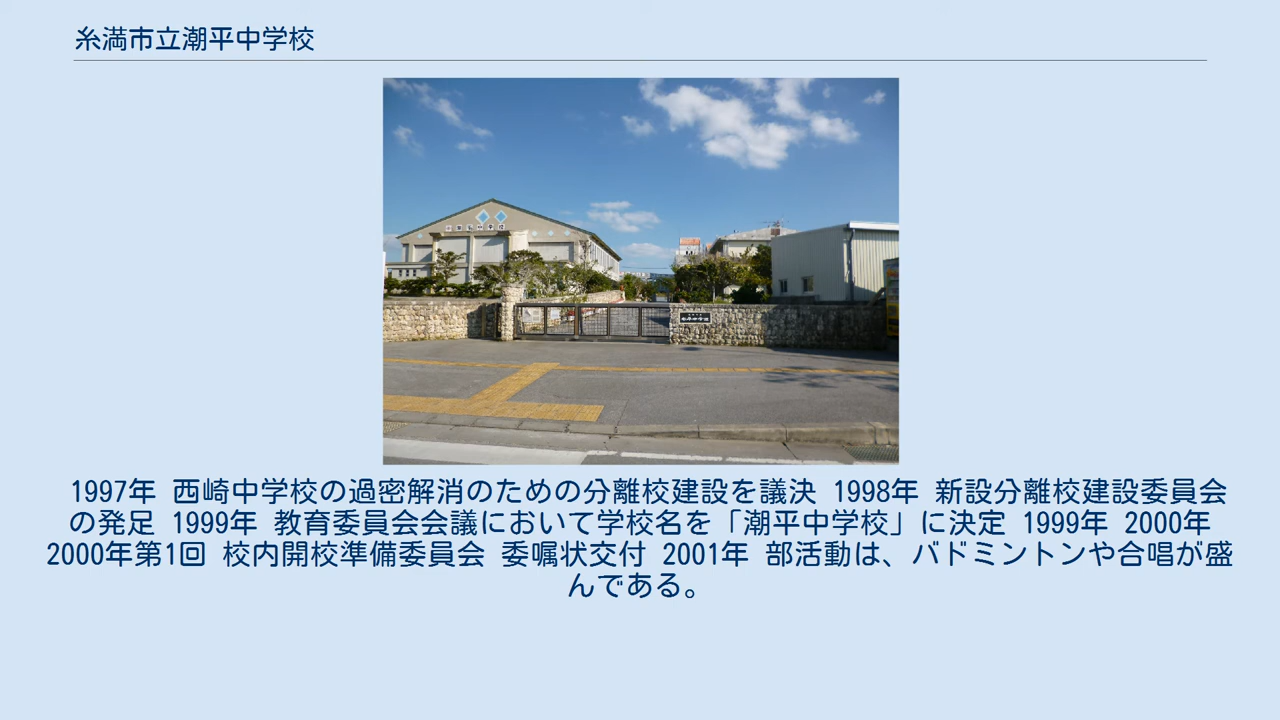 糸満市立潮平中学校
1997年 西崎中学校の過密解消のための分離校建設を議決 1998年 新設分離校建設委員会
の発足 1999年 教育委員会会議において学校名を「潮平中学校」に決定 1999年 2000年
2000年第1回 校内開校準備委員会 委嘱状交付 2001年 部活動は、バドミントンや合唱が盛
んである。